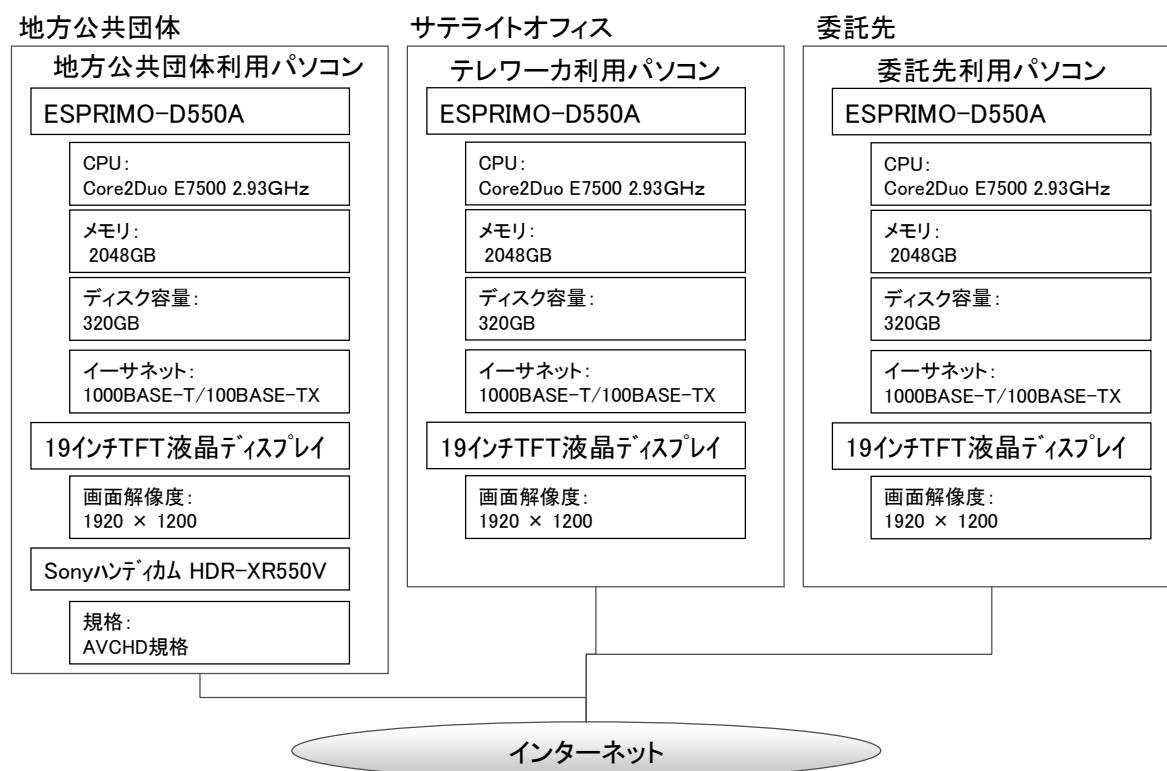 地方公共団体
地方公共団体利用パソコン
ESPRIMO-D550A
CPU:
Core2Duo E7500 2.93GHz
メモリ:
2048GB
ディスク容量:
320GB
イーサネット:
1000BASE-T/100BASE-TX
19インチTFT液晶ディスプレイ
画面解像度:
1920 × 1200
Sonyハンディカム HDR-XR550V
規格:
AVCHD規格
サテライトオフィス
テレワーカ利用パソコン
ESPRIMO-D550A
CPU:
Core2Duo E7500 2.93GHz
メモリ:
2048GB
ディスク容量:
320GB
イーサネット:
1000BASE-T/100BASE-TX
19インチTFT液晶ディスプレイ
画面解像度:
1920 × 1200
委託先
委託先利用パソコン
ESPRIMO-D550A
CPU:
Core2Duo E7500 2.93GHz
メモリ:
2048GB
ディスク容量:
320GB
イーサネット:
1000BASE-T/100BASE-TX
19インチTFT液晶ディスプレイ
画面解像度:
1920 × 1200
インターネット